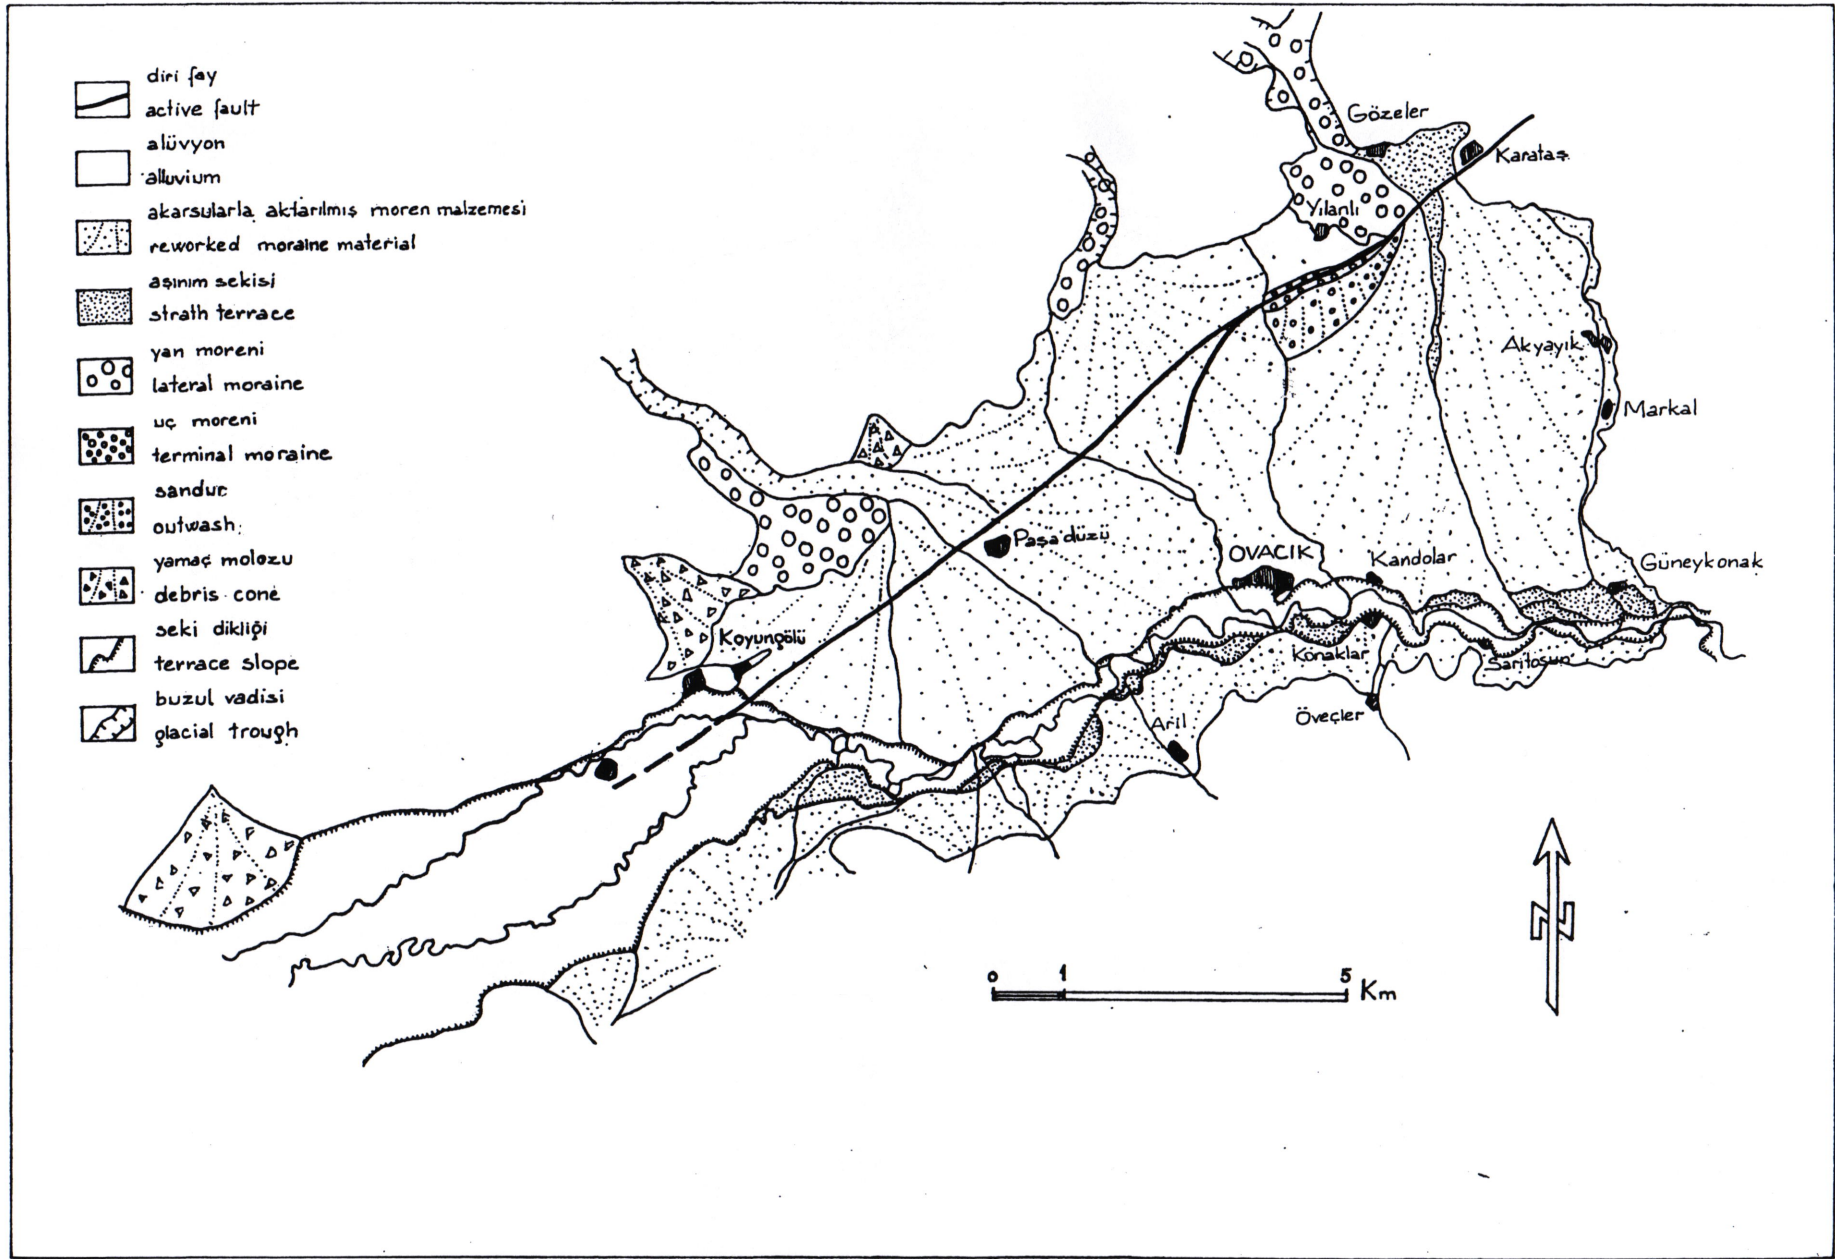 diri fay
active fault
alüvyon
alluvium
akarsularla aktarılmış moren malzemesi
reworked moraine material
aşınım sekisi
strath terrace
yan moreni
lateral moraine
uç moreni
terminal moraine
sandur
outwash
yamaç molozu
debris cone
seki dikliği
terrace slope
buzul vadisi
glacial trough
Gözeler
Karataş
Yılanlı
Akyayık
Markal
Paşa düzü
OVACIK
Kandolar
Güneykonak
Koyungölü
Konaklar
Sarıtosun
Öveçler
Aril
0 1 5 Km
N